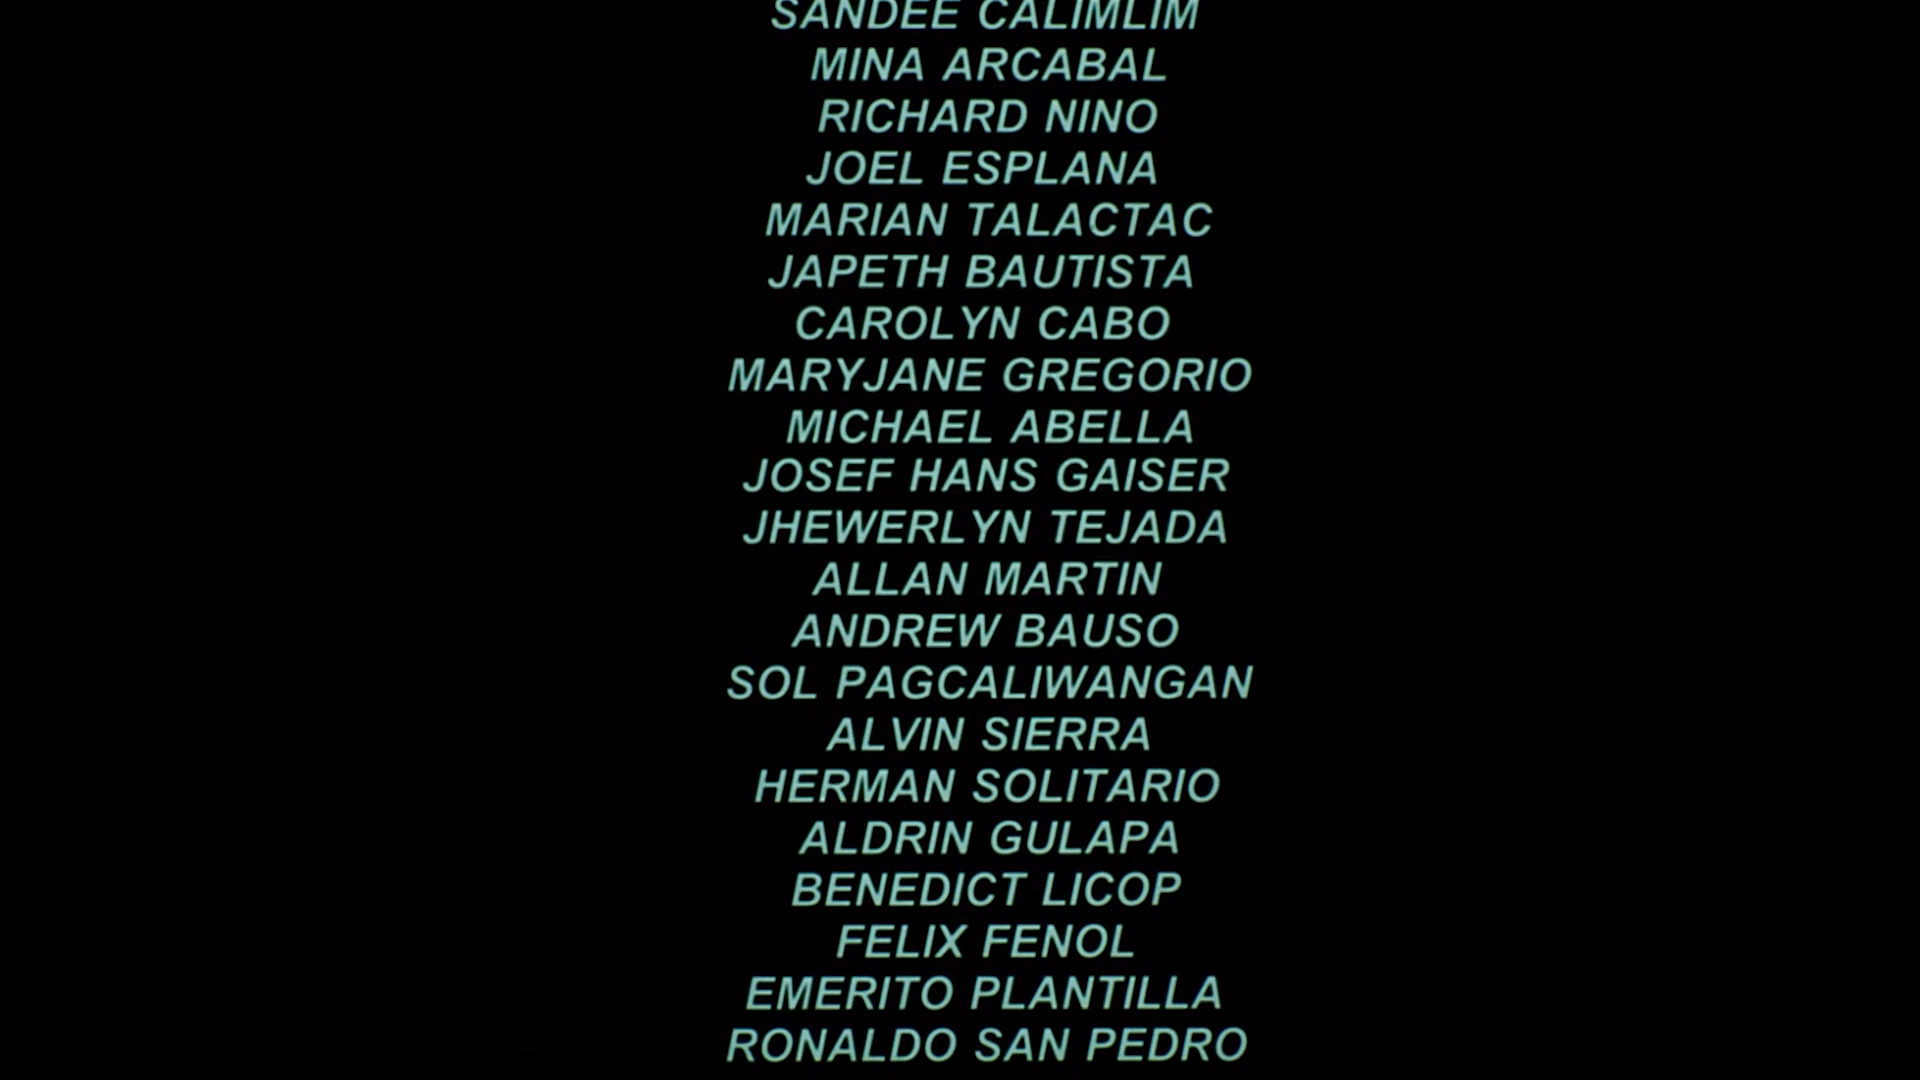 SANDEE CALIMLIM
MINA ARCABAL
RICHARD NINO
JOEL ESPLANA
MARIAN TALACTAC
JAPETH BAUTISTA
CAROLYN CABO
MARYJANE GREGORIO
MICHAEL ABELLA
JOSEF HANS GAISER
JHEWERLYN TEJADA
ALLAN MARTIN
ANDREW BAUSO
SOL PAGCALIWANGAN
ALVIN SIERRA
HERMAN SOLITARIO
ALDRIN GULAPA
BENEDICT LICOP
FELIX FENOL
EMERITO PLANTILLA
RONALDO SAN PEDRO